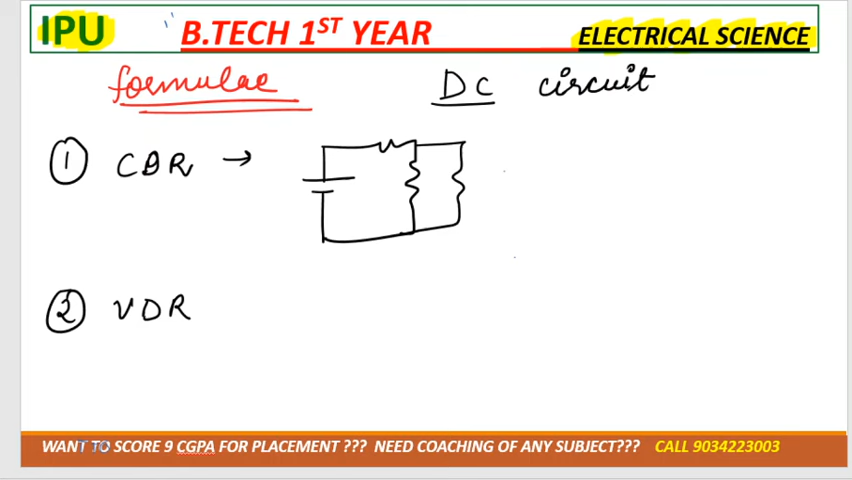 IPU B.TECH 1ST YEAR ELECTRICAL SCIENCE
formulae DC circuit
① CDR →
② VDR
WANT TO SCORE 9 CGPA FOR PLACEMENT ??? NEED COACHING OF ANY SUBJECT??? CALL 9034223003